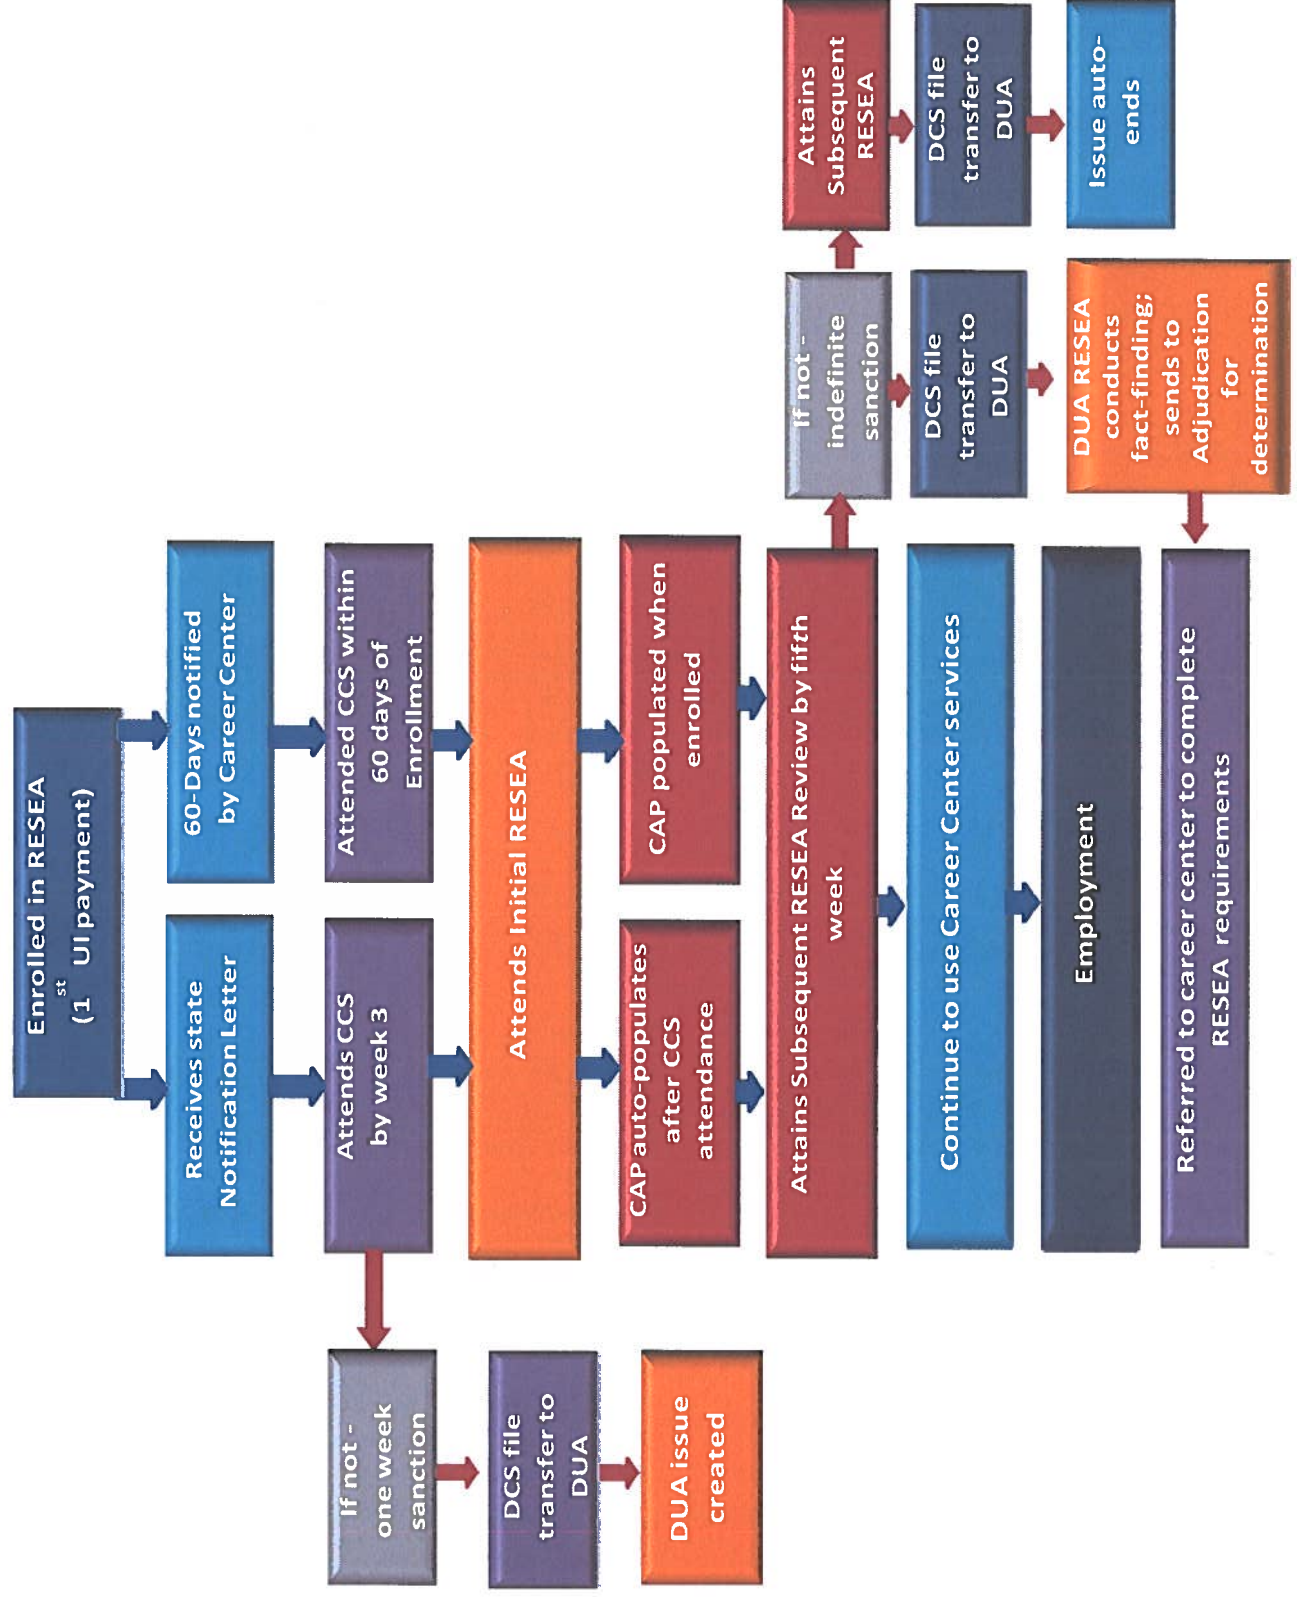 Enrolled in RESEA
(1st UI payment)
Receives state
Notification Letter
60-Days notified
by Career Center
Attends CCS
by week 3
Attended CCS within
60 days of
Enrollment
If not -
one week
sanction
DCS file
transfer to
DUA
DUA issue
created
Attends Initial RESEA
CAP auto-populates
after CCS
attendance
CAP populated when
enrolled
Attains Subsequent RESEA Review by fifth
week
If not -
indefinite
sanction
Attains
Subsequent
RESEA
DCS file
transfer to
DUA
DCS file
transfer to
DUA
Continue to use Career Center services
Employment
DUA RESEA
conducts
fact-finding;
sends to
Adjudication
for
determination
Issue auto-
ends
Referred to career center to complete
RESEA requirements